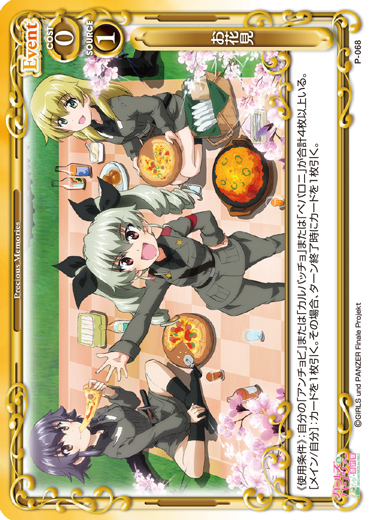 Event
COST
0
SOURCE
1
お花見
P-068
Precious Memories
《使用条件》：自分の「アンチョビ」または「カルパッチョ」または「ペパロニ」が合計4枚以上いる。
［メイン／自分］：カードを1枚引く。その場合、ターン終了時にカードを1枚引く。
©GIRLS und PANZER Finale Projekt